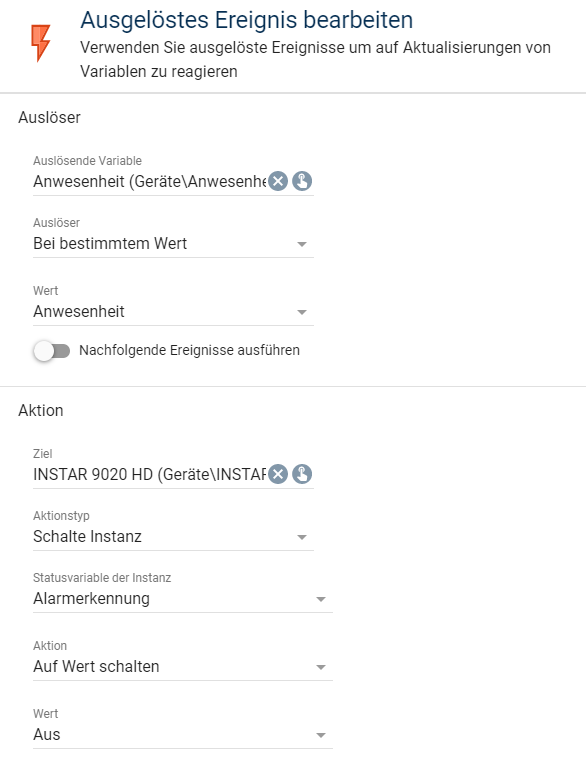 Ausgelöstes Ereignis bearbeiten
Verwenden Sie ausgelöste Ereignisse um auf Aktualisierungen von
Variablen zu reagieren
Auslöser
Auslösende Variable
Anwesenheit (Geräte\Anwesenhe
Auslöser
Bei bestimmtem Wert
Wert
Anwesenheit
Nachfolgende Ereignisse ausführen
Aktion
Ziel
INSTAR 9020 HD (Geräte\INSTAR
Aktionstyp
Schalte Instanz
Statusvariable der Instanz
Alarmerkennung
Aktion
Auf Wert schalten
Wert
Aus